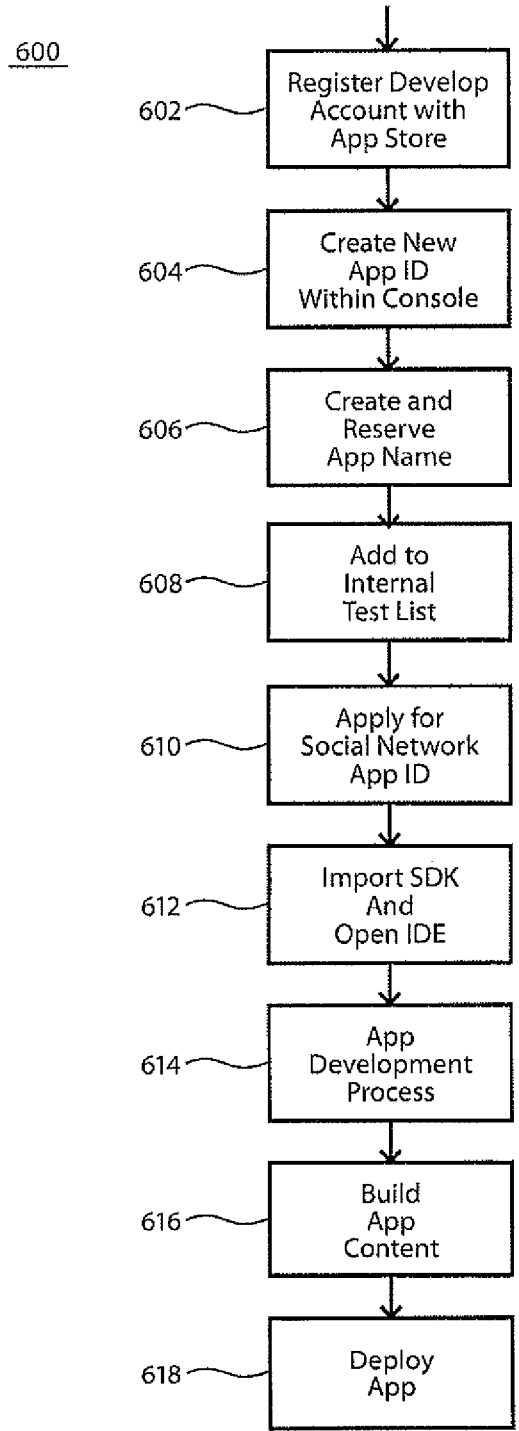 600
602
Register Develop
Account with
App Store
604
Create New
App ID
Within Console
606
Create and
Reserve
App Name
608
Add to
Internal
Test List
610
Apply for
Social Network
App ID
612
Import SDK
And
Open IDE
614
App
Development
Process
616
Build
App
Content
618
Deploy
App